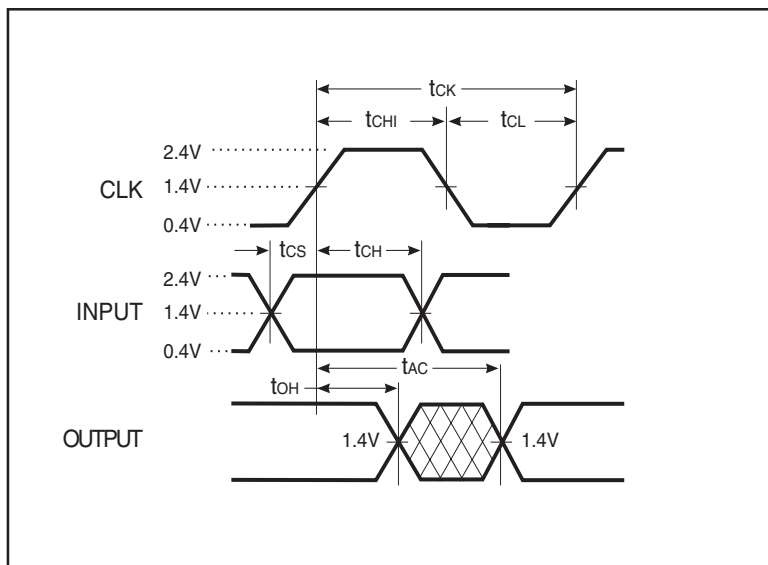 tCK
tCHI tCL
2.4V
CLK 1.4V
0.4V
tCS tCH
2.4V
INPUT 1.4V
0.4V
tAC
tOH
OUTPUT 1.4V 1.4V